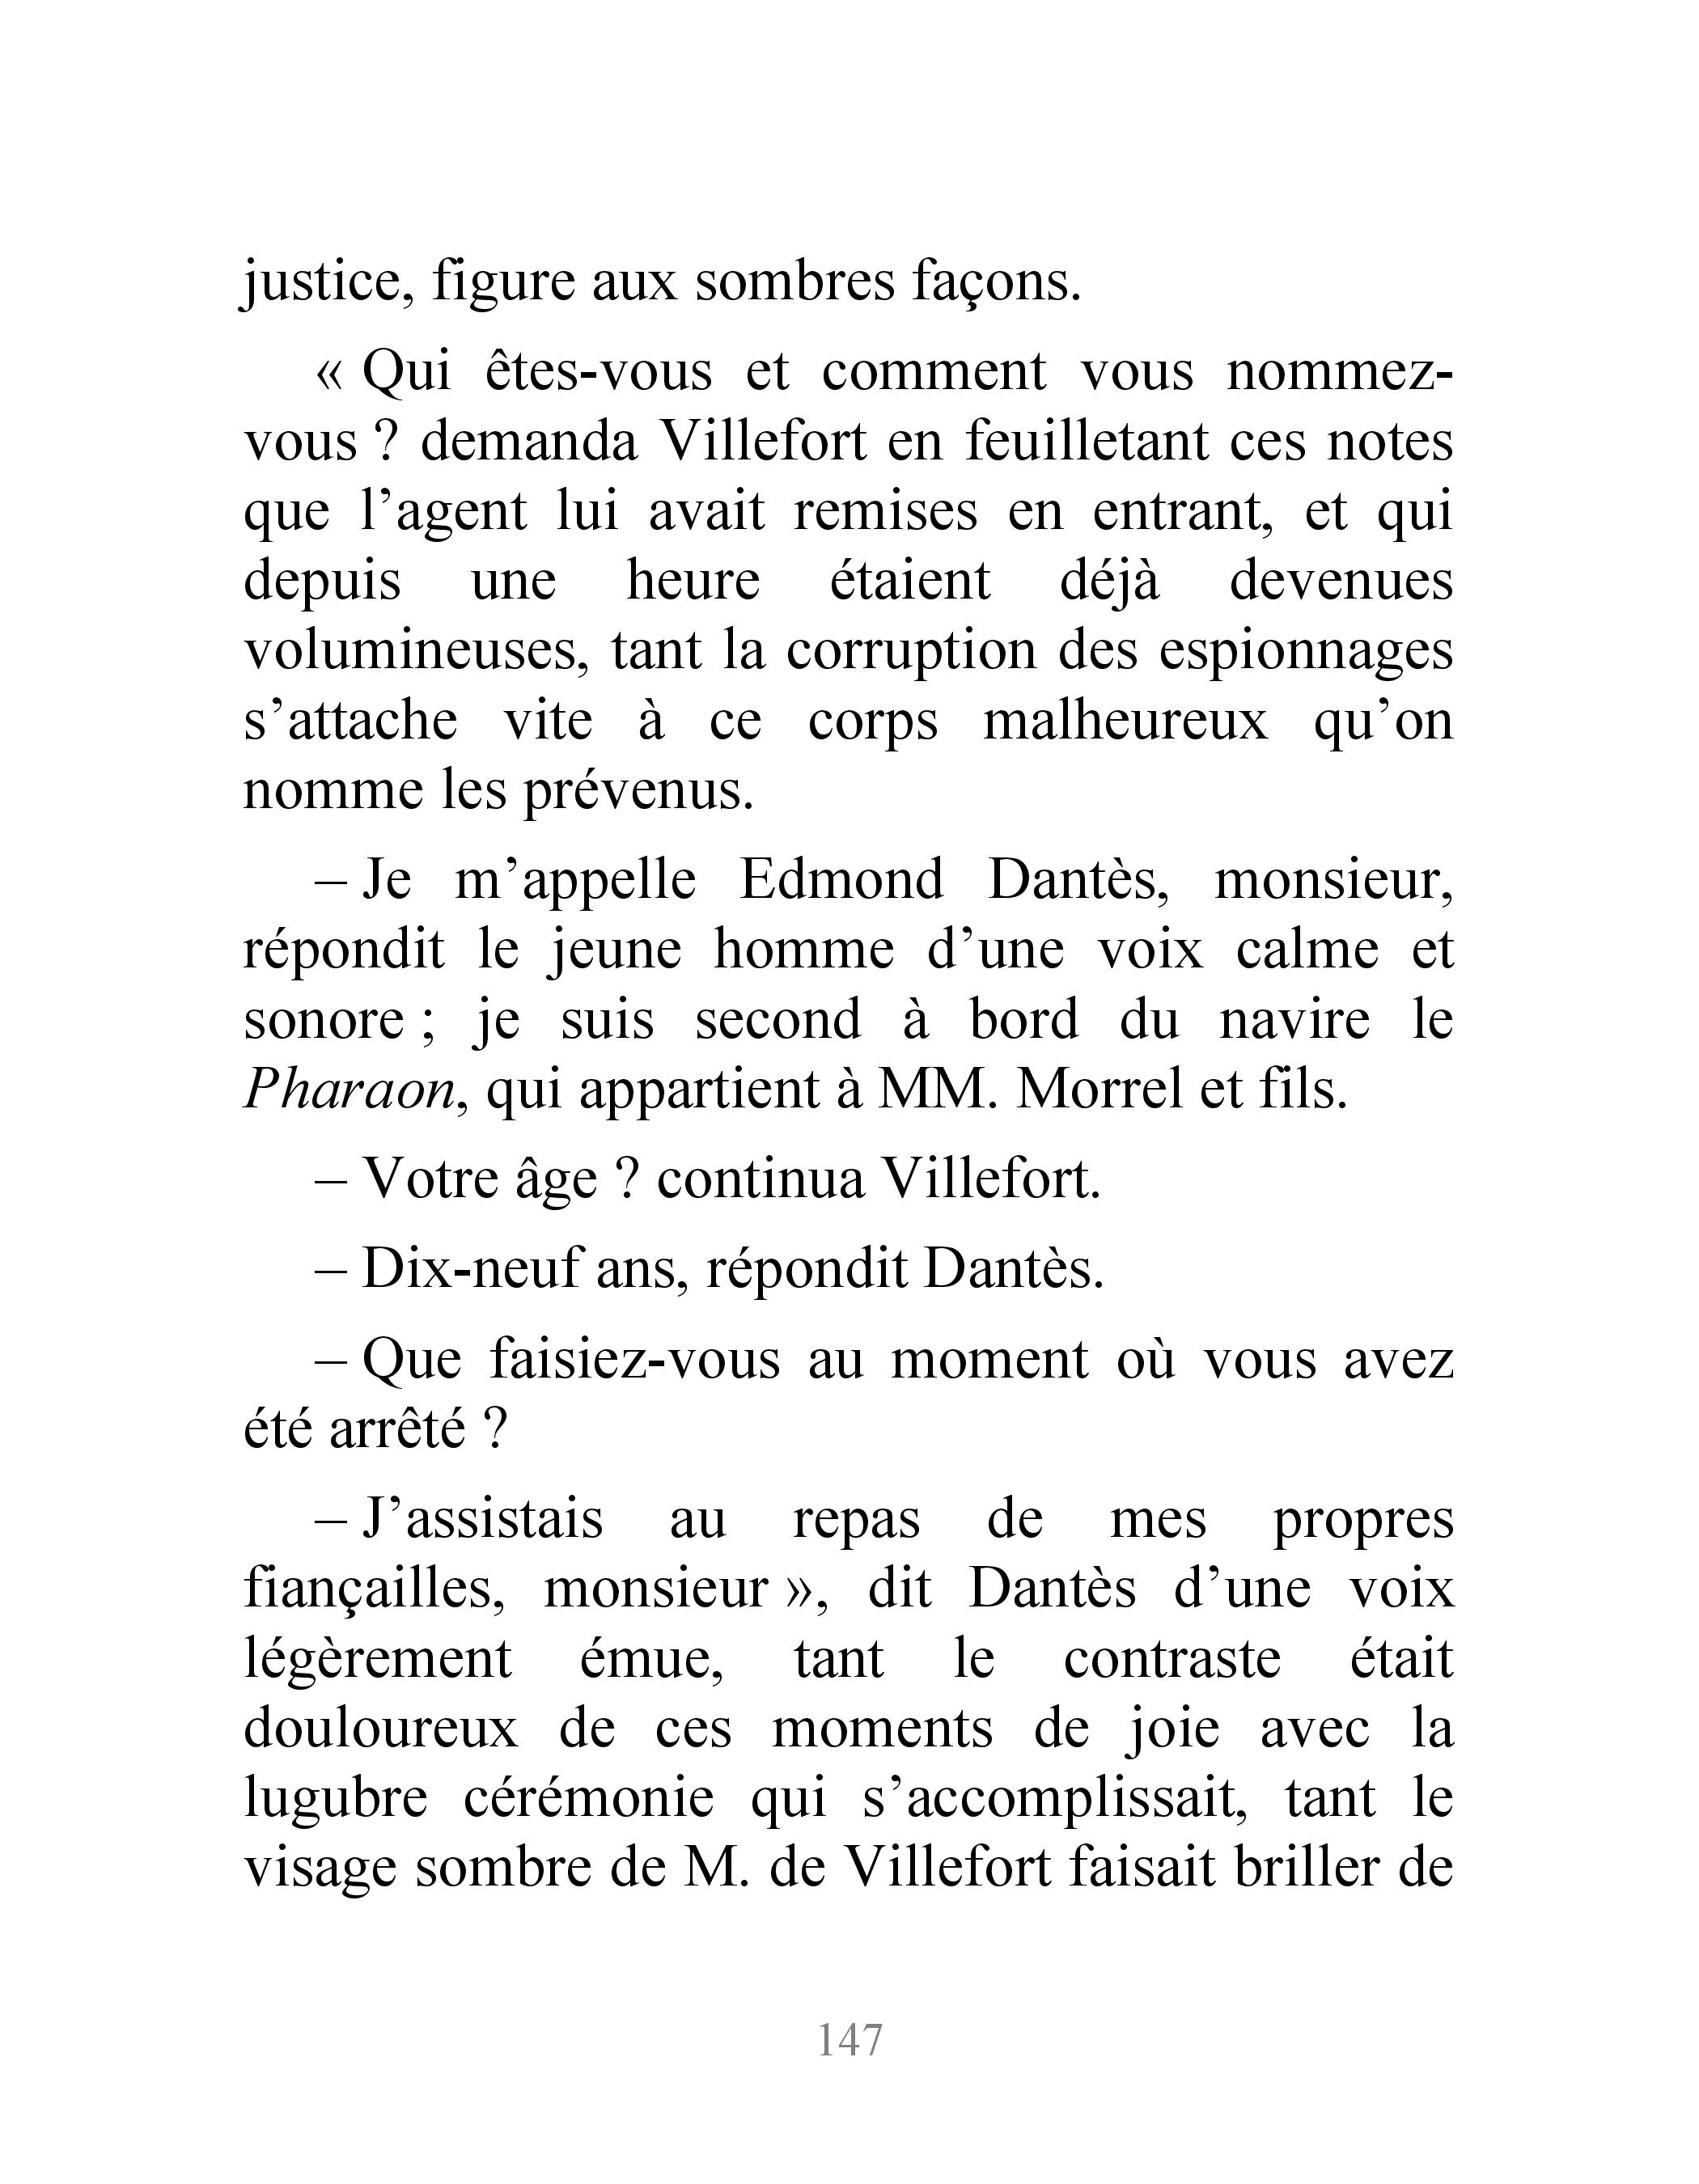 justice, figure aux sombres façons.
« Qui êtes-vous et comment vous nommez-
vous ? demanda Villefort en feuilletant ces notes
que l’agent lui avait remises en entrant, et qui
depuis une heure étaient déjà devenues
volumineuses, tant la corruption des espionnages
s’attache vite à ce corps malheureux qu’on
nomme les prévenus.
– Je m’appelle Edmond Dantès, monsieur,
répondit le jeune homme d’une voix calme et
sonore ; je suis second à bord du navire le
Pharaon, qui appartient à MM. Morrel et fils.
– Votre âge ? continua Villefort.
– Dix-neuf ans, répondit Dantès.
– Que faisiez-vous au moment où vous avez
été arrêté ?
– J’assistais au repas de mes propres
fiançailles, monsieur », dit Dantès d’une voix
légèrement émue, tant le contraste était
douloureux de ces moments de joie avec la
lugubre cérémonie qui s’accomplissait, tant le
visage sombre de M. de Villefort faisait briller de
147